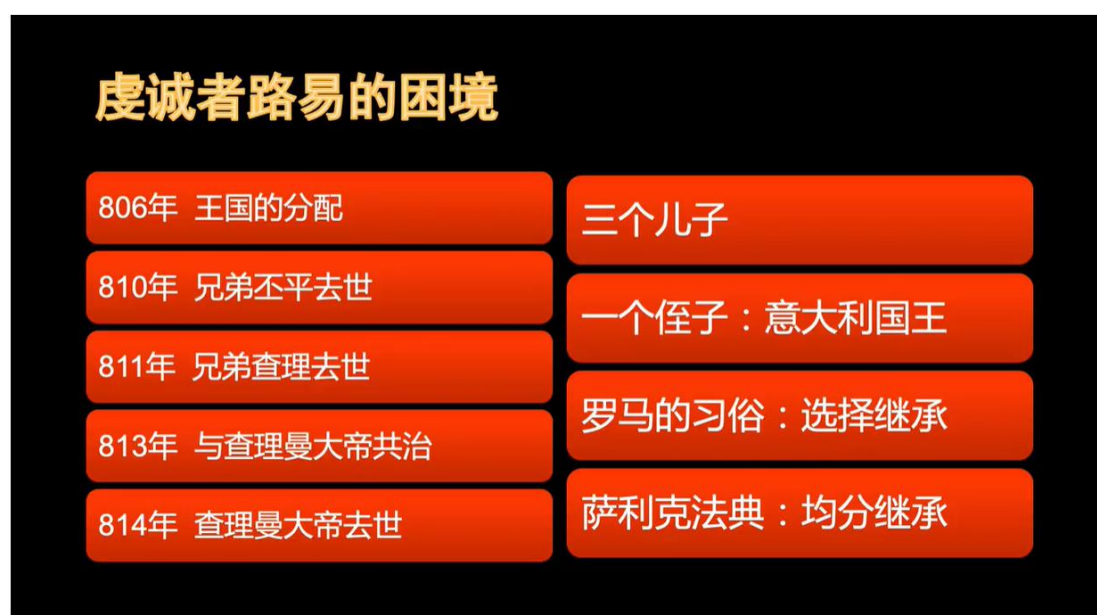 虔诚者路易的困境
806年 王国的分配
810年 兄弟丕平去世
811年 兄弟查理去世
813年 与查理曼大帝共治
814年 查理曼大帝去世
三个儿子
一个侄子：意大利国王
罗马的习俗：选择继承
萨利克法典：均分继承